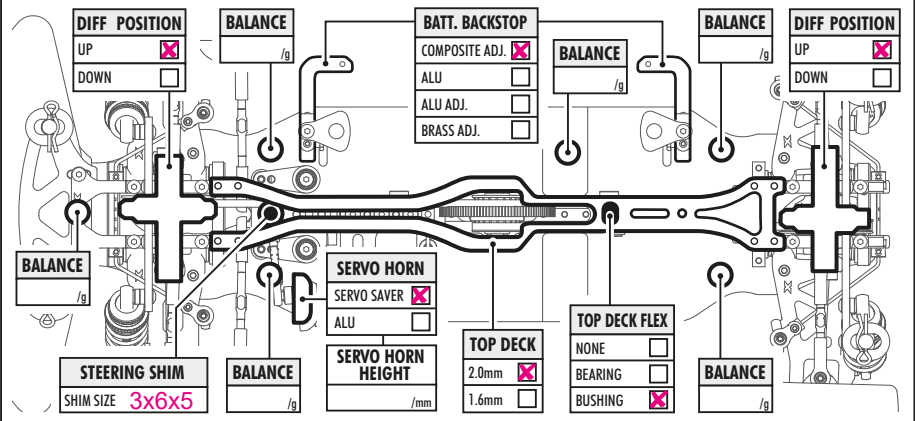 DIFF POSITION
UP
DOWN
BALANCE
/g
BATT. BACKSTOP
COMPOSITE ADJ.
ALU
ALU ADJ.
BRASS ADJ.
BALANCE
/g
BALANCE
/g
DIFF POSITION
UP
DOWN
BALANCE
/g
SERVO HORN
SERVO SAVER
ALU
SERVO HORN
HEIGHT
/mm
STEERING SHIM
SHIM SIZE 3x6x5
BALANCE
/g
TOP DECK
2.0mm
1.6mm
TOP DECK FLEX
NONE
BEARING
BUSHING
BALANCE
/g